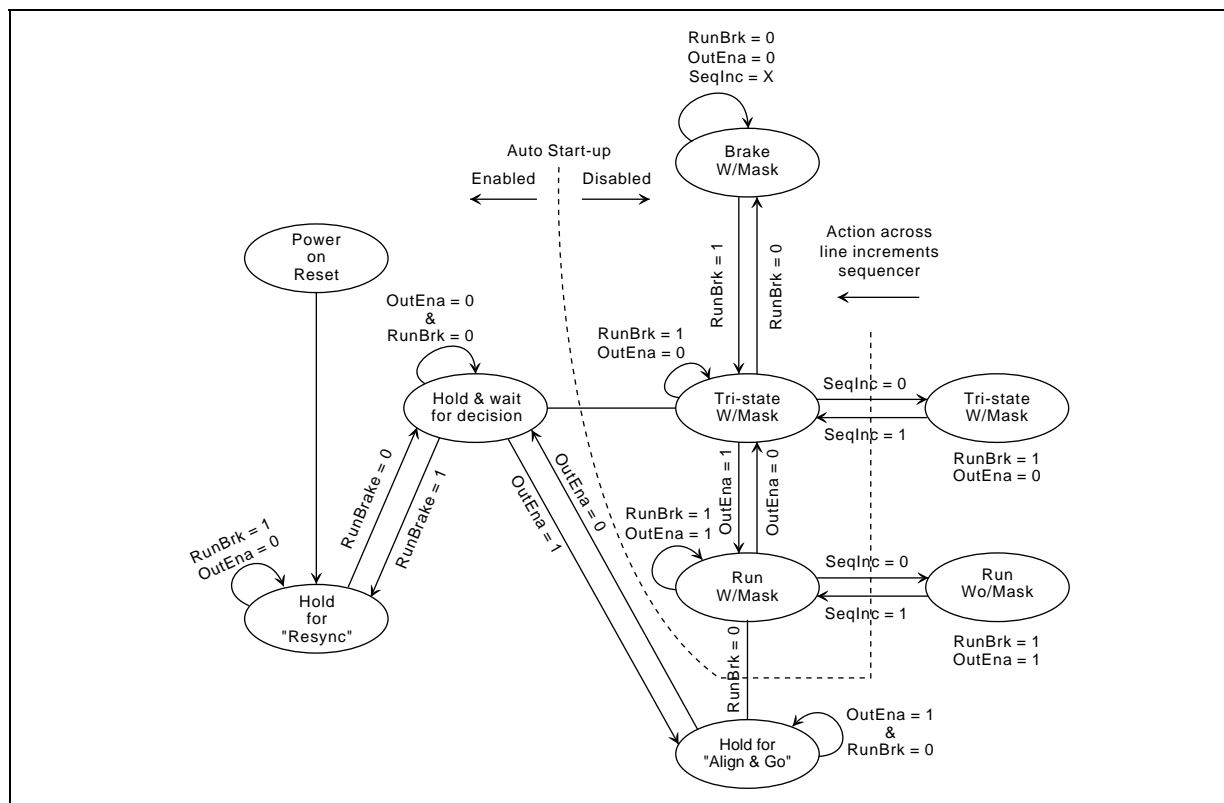 RunBrk = 0
OutEna = 0
SeqInc = X
Brake
W/Mask
Auto Start-up
Enabled
Disabled
RunBrk = 1
RunBrk = 0
Action across
line increments
sequencer
Power
on
Reset
OutEna = 0
&
RunBrk = 0
RunBrk = 1
OutEna = 0
Hold & wait
for decision
Tri-state
W/Mask
SeqInc = 0
SeqInc = 1
Tri-state
W/Mask
RunBrk = 1
OutEna = 0
RunBrake = 0
RunBrake = 1
OutEna = 1
OutEna = 0
OutEna = 1
OutEna = 0
RunBrk = 1
OutEna = 1
RunBrk = 1
OutEna = 0
Hold
for
"Resync"
Run
W/Mask
SeqInc = 0
SeqInc = 1
Run
Wo/Mask
RunBrk = 1
OutEna = 1
RunBrk = 0
Hold for
"Align & Go"
OutEna = 1
&
RunBrk = 0